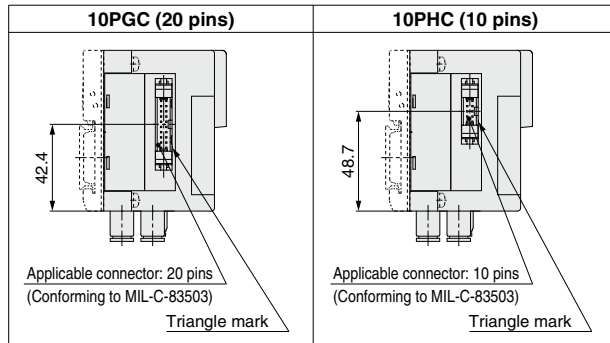 10PGC (20 pins)
42.4
Applicable connector: 20 pins
(Conforming to MIL-C-83503)
Triangle mark
10PHC (10 pins)
48.7
Applicable connector: 10 pins
(Conforming to MIL-C-83503)
Triangle mark